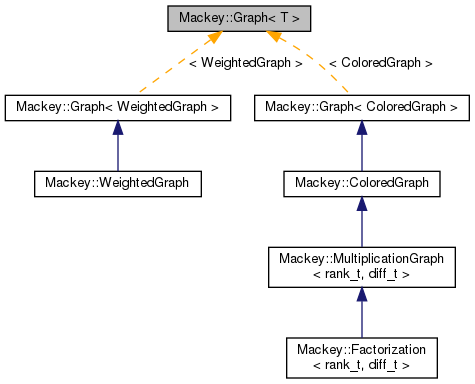 Mackey::Graph< T >
< WeightedGraph >
< ColoredGraph >
Mackey::Graph< WeightedGraph >
Mackey::Graph< ColoredGraph >
Mackey::WeightedGraph
Mackey::ColoredGraph
Mackey::MultiplicationGraph
< rank_t, diff_t >
Mackey::Factorization
< rank_t, diff_t >